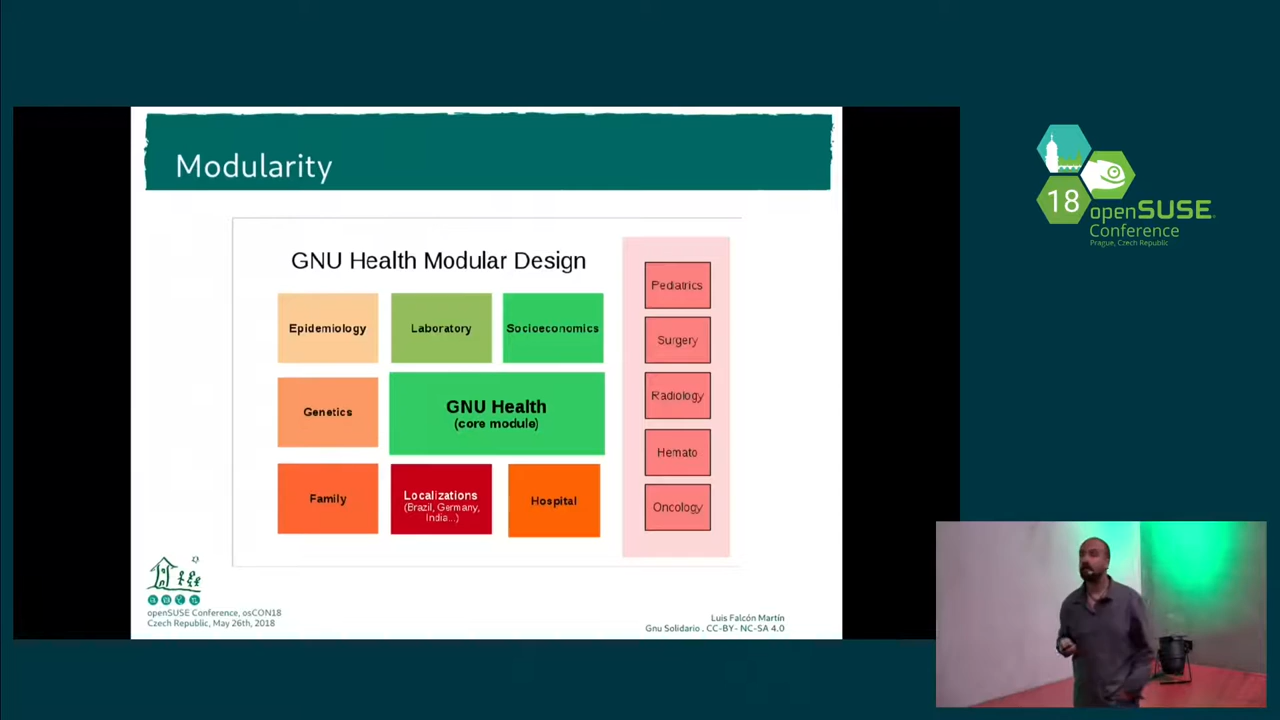 Modularity
GNU Health Modular Design
Epidemiology
Laboratory
Socioeconomics
Genetics
GNU Health
(core module)
Family
Localizations
(Brazil, Germany,
India...)
Hospital
Pediatrics
Surgery
Radiology
Hemato
Oncology
openSUSE Conference, osCON18
Czech Republic, May 26th, 2018
Luis Falcón Martín
Gnu Solidario . CC-BY- NC-SA 4.0
18
openSUSE
Conference
Prague, Czech Republic